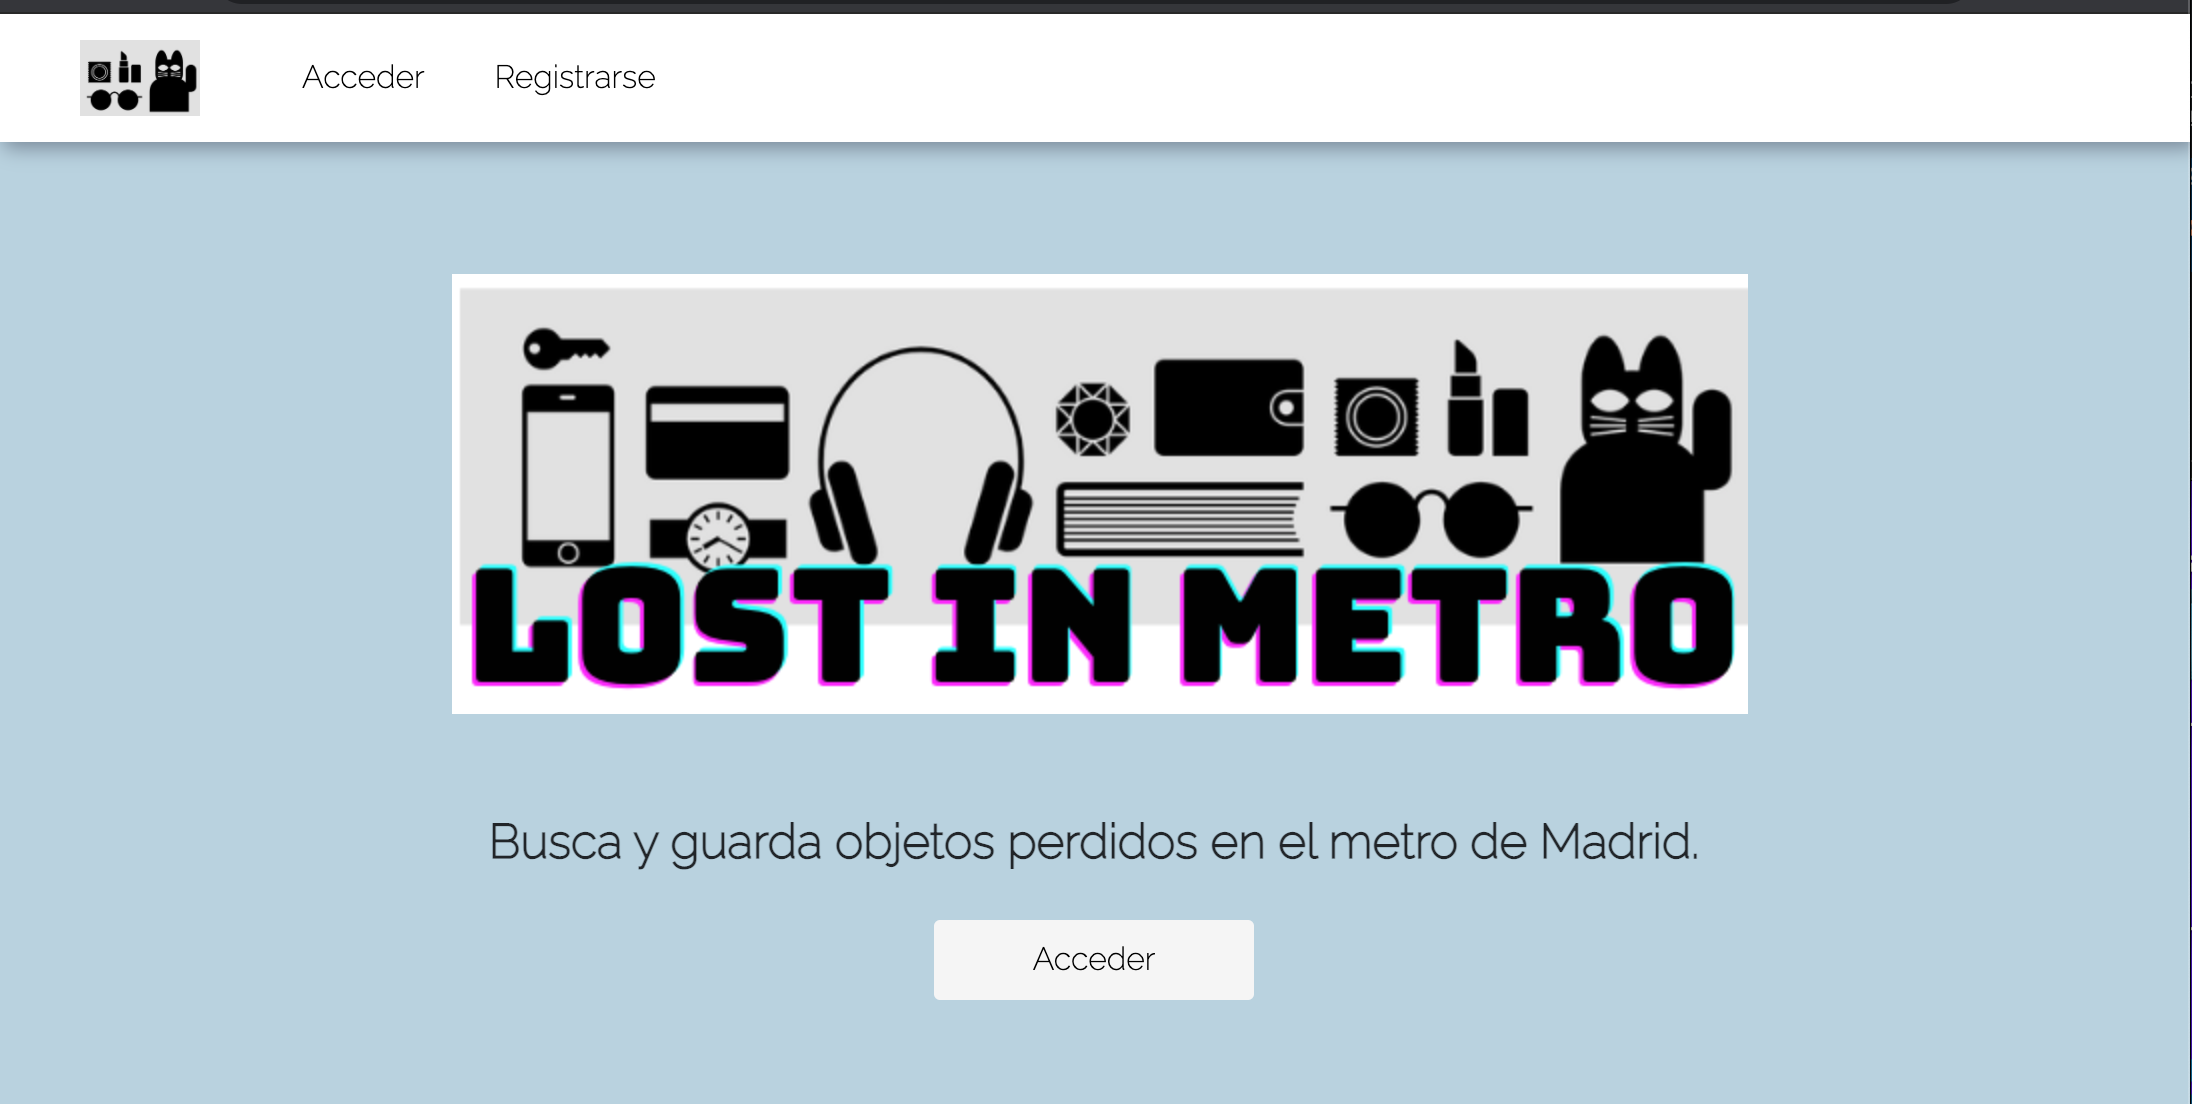 Acceder
Registrarse
LOST IN METRO
Busca y guarda objetos perdidos en el metro de Madrid.
Acceder